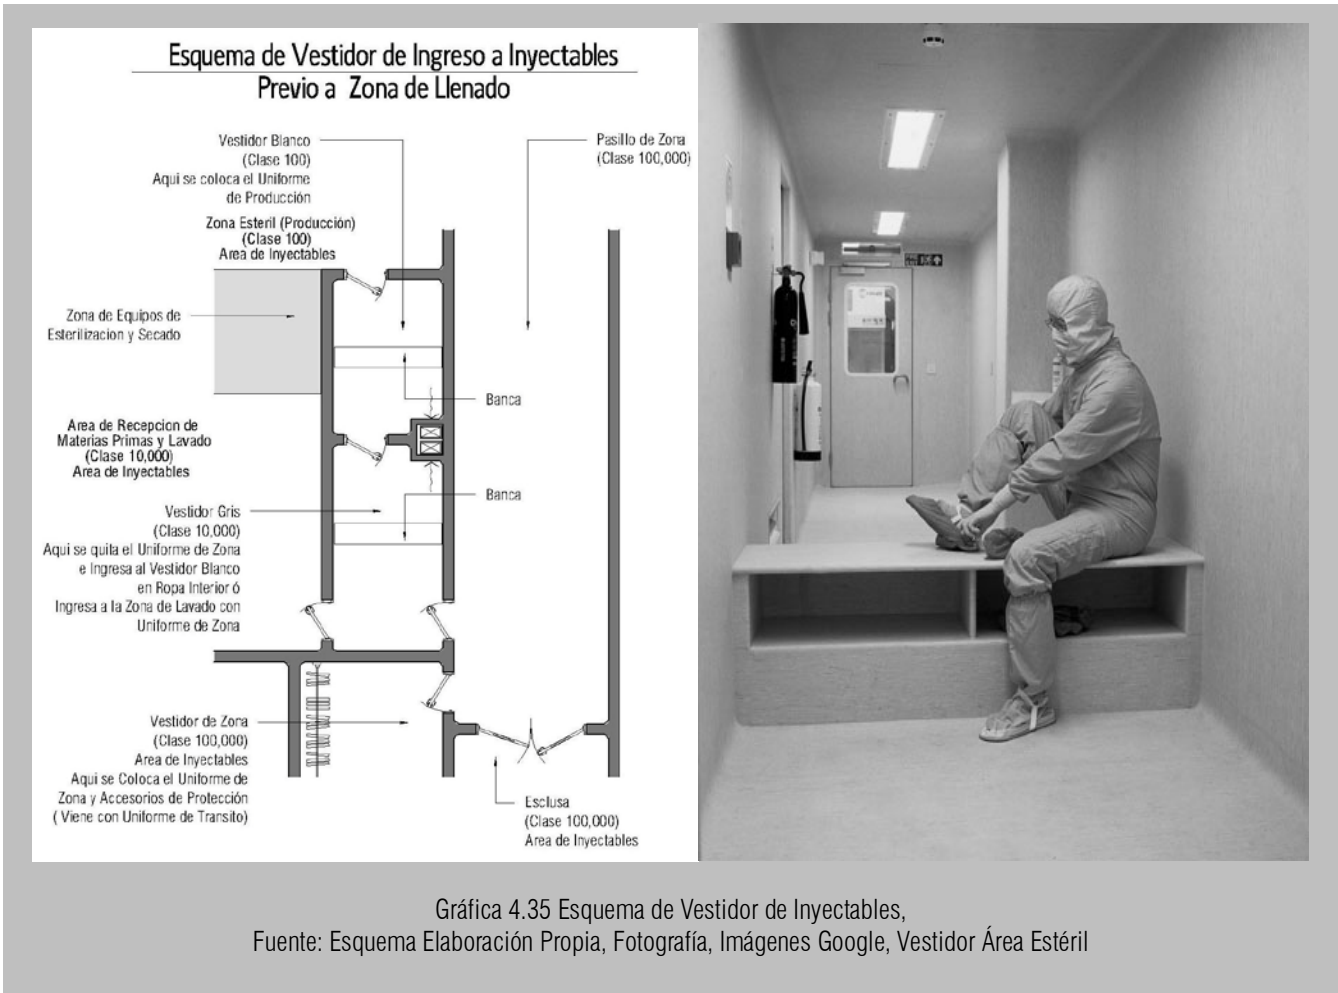 Esquema de Vestidor de Ingreso a Inyectables
Previo a Zona de Llenado
Vestidor Blanco
(Clase 100)
Aqui se coloca el Uniforme
de Producción
Pasillo de Zona
(Clase 100,000)
Zona Esteril (Producción)
(Clase 100)
Area de Inyectables
Zona de Equipos de
Esterilizacion y Secado
Banca
Area de Recepcion de
Materias Primas y Lavado
(Clase 10,000)
Area de Inyectables
Banca
Vestidor Gris
(Clase 10,000)
Aqui se quita el Uniforme de Zona
e Ingresa al Vestidor Blanco
en Ropa Interior ó
Ingresa a la Zona de Lavado con
Uniforme de Zona
Vestidor de Zona
(Clase 100,000)
Area de Inyectables
Aqui se Coloca el Uniforme de
Zona y Accesorios de Protección
( Viene con Uniforme de Transito)
Esclusa
(Clase 100,000)
Area de Inyectables
Gráfica 4.35 Esquema de Vestidor de Inyectables,
Fuente: Esquema Elaboración Propia, Fotografía, Imágenes Google, Vestidor Área Estéril